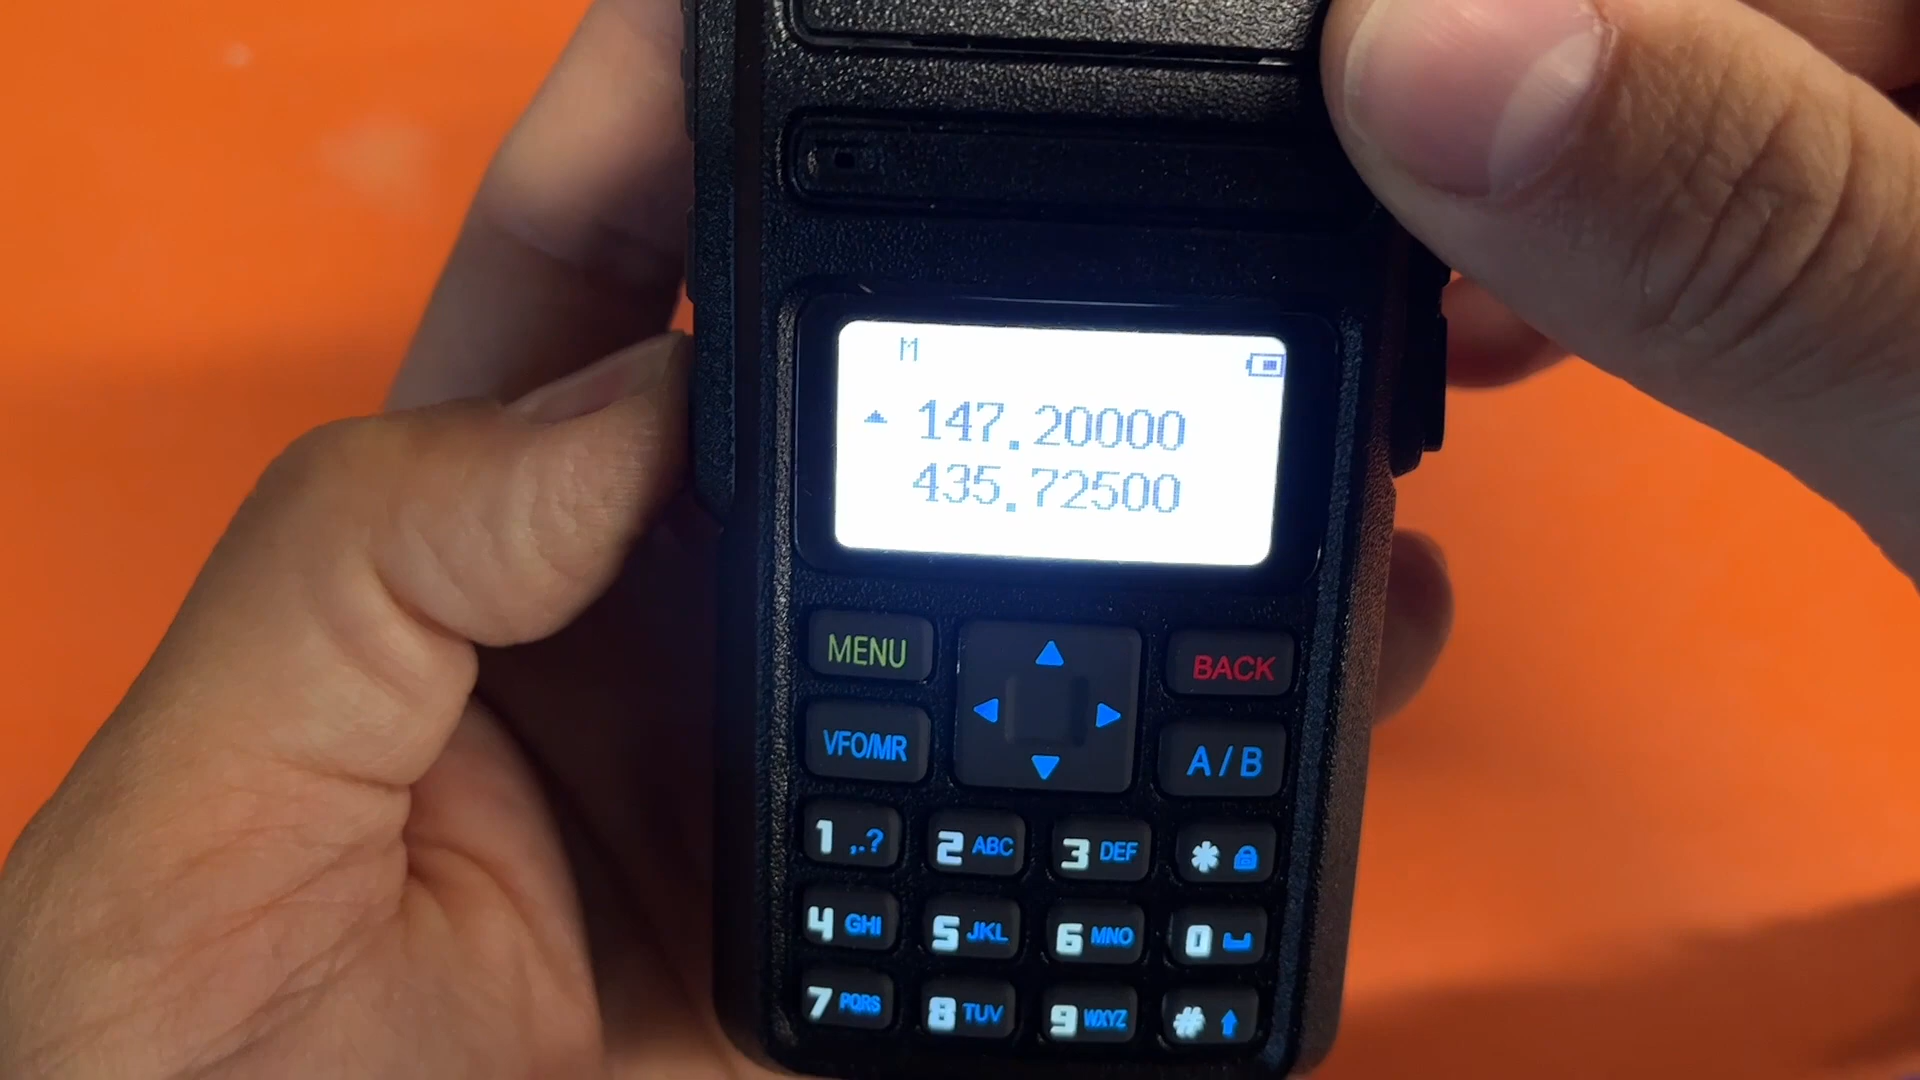 M
147.20000
435.72500
MENU
BACK
VFO/MR
A / B
1 ,.? 2 ABC 3 DEF *
4 GHI 5 JKL 6 MNO 0
7 PQRS 8 TUV 9 WXYZ #